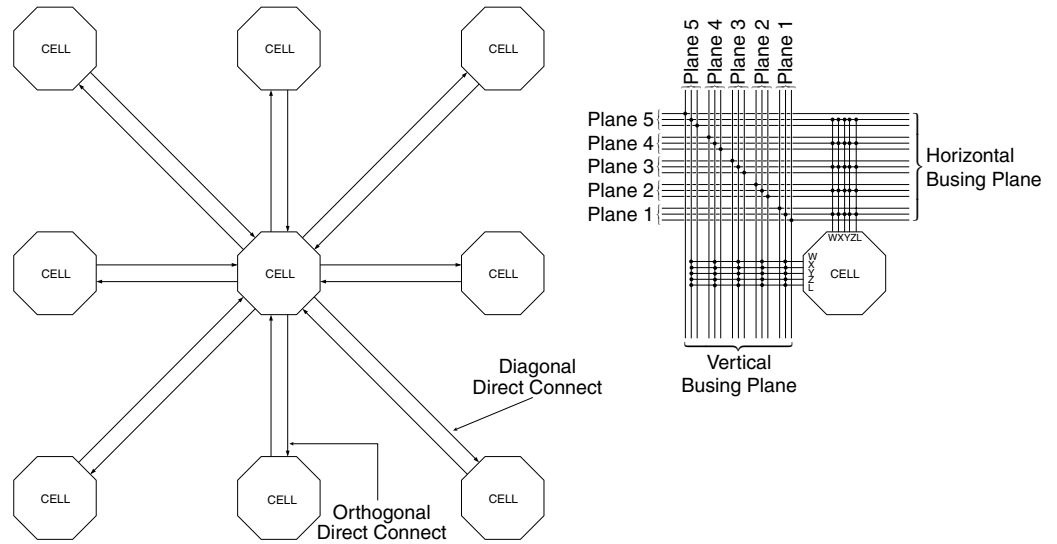 CELL
CELL
CELL
CELL
CELL
CELL
CELL
CELL
CELL
Diagonal
Direct Connect
Orthogonal
Direct Connect
Plane 5
Plane 4
Plane 3
Plane 2
Plane 1
Plane 5
Plane 4
Plane 3
Plane 2
Plane 1
Horizontal
Busing Plane
WXYZL
W
X
Y
Z
L
CELL
Vertical
Busing Plane